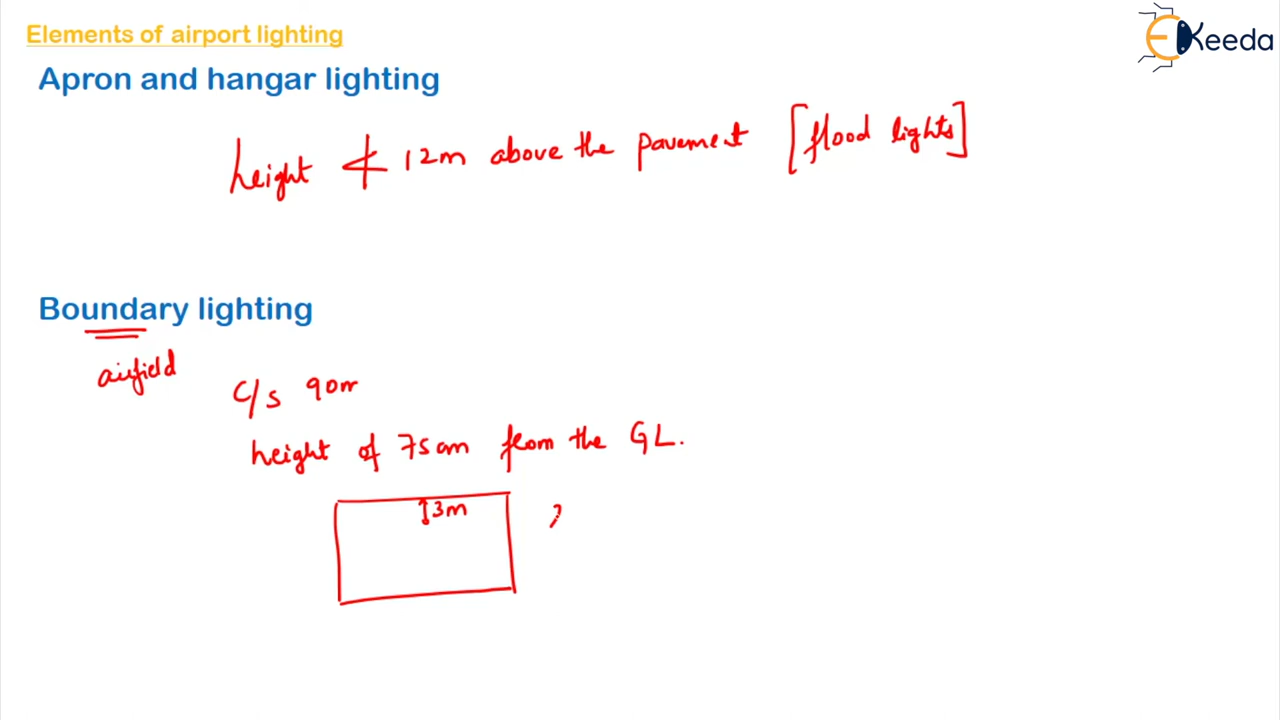 Elements of airport lighting
EKeeda
Apron and hangar lighting
height ≮ 12m above the pavement [flood lights]
Boundary lighting
airfield
C/s 90m
height of 75cm from the GL.
3m